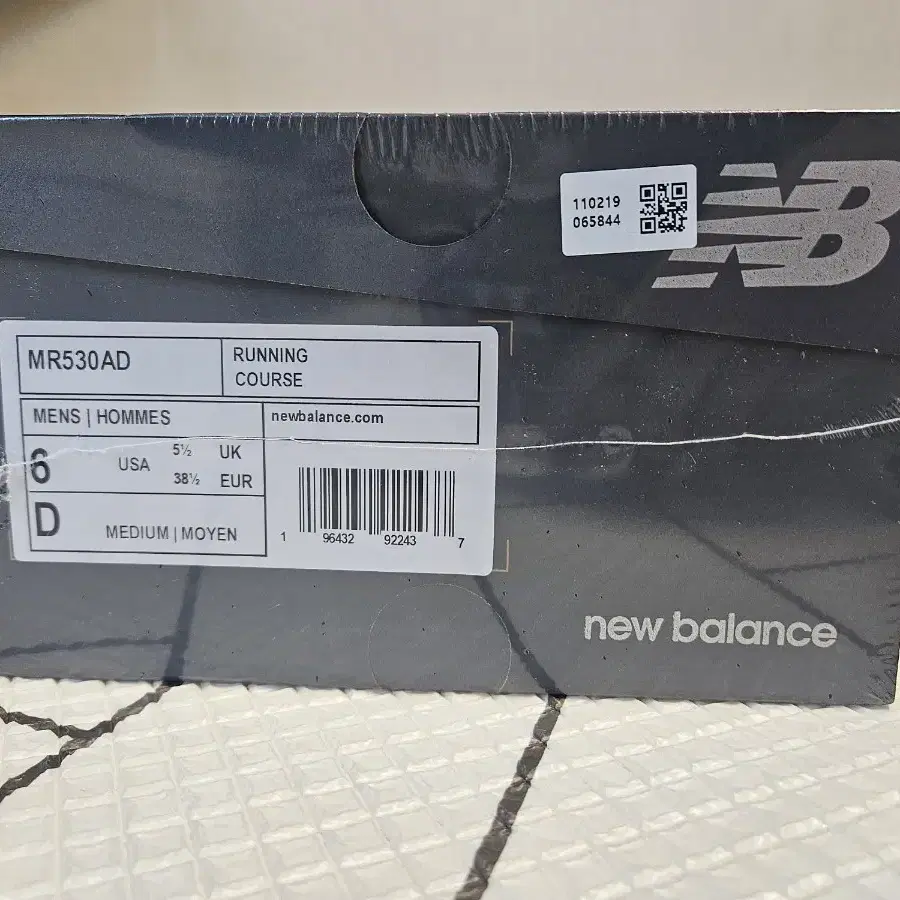 110219
065844
NB
MR530AD
RUNNING
COURSE
MENS | HOMMES
newbalance.com
6 USA 5½ UK
38½ EUR
D MEDIUM | MOYEN
1 96432 92243 7
new balance